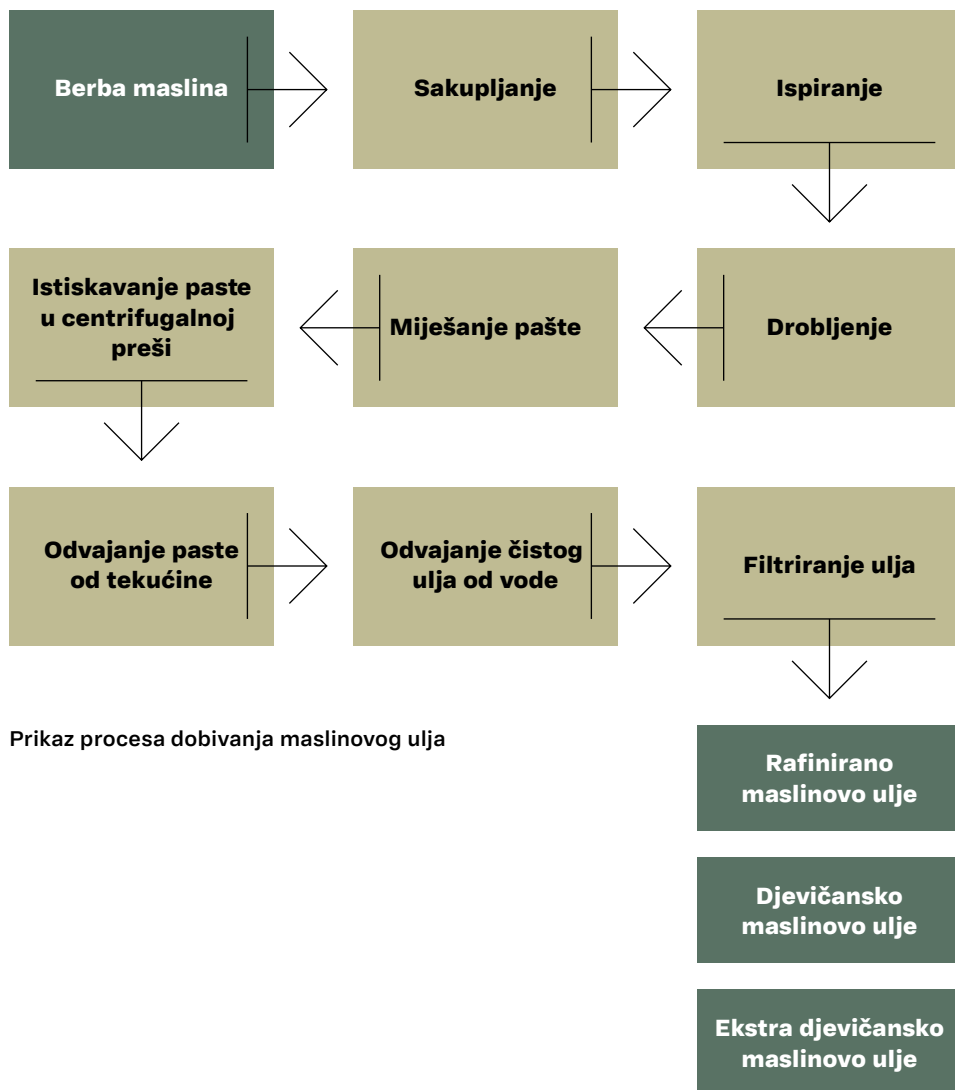 Berba maslina
Sakupljanje
Ispiranje
Drobljenje
Miješanje pašte
Istiskavanje paste
u centrifugalnoj
preši
Odvajanje paste
od tekućine
Odvajanje čistog
ulja od vode
Filtriranje ulja
Prikaz procesa dobivanja maslinovog ulja
Rafinirano
maslinovo ulje
Djevičansko
maslinovo ulje
Ekstra djevičansko
maslinovo ulje